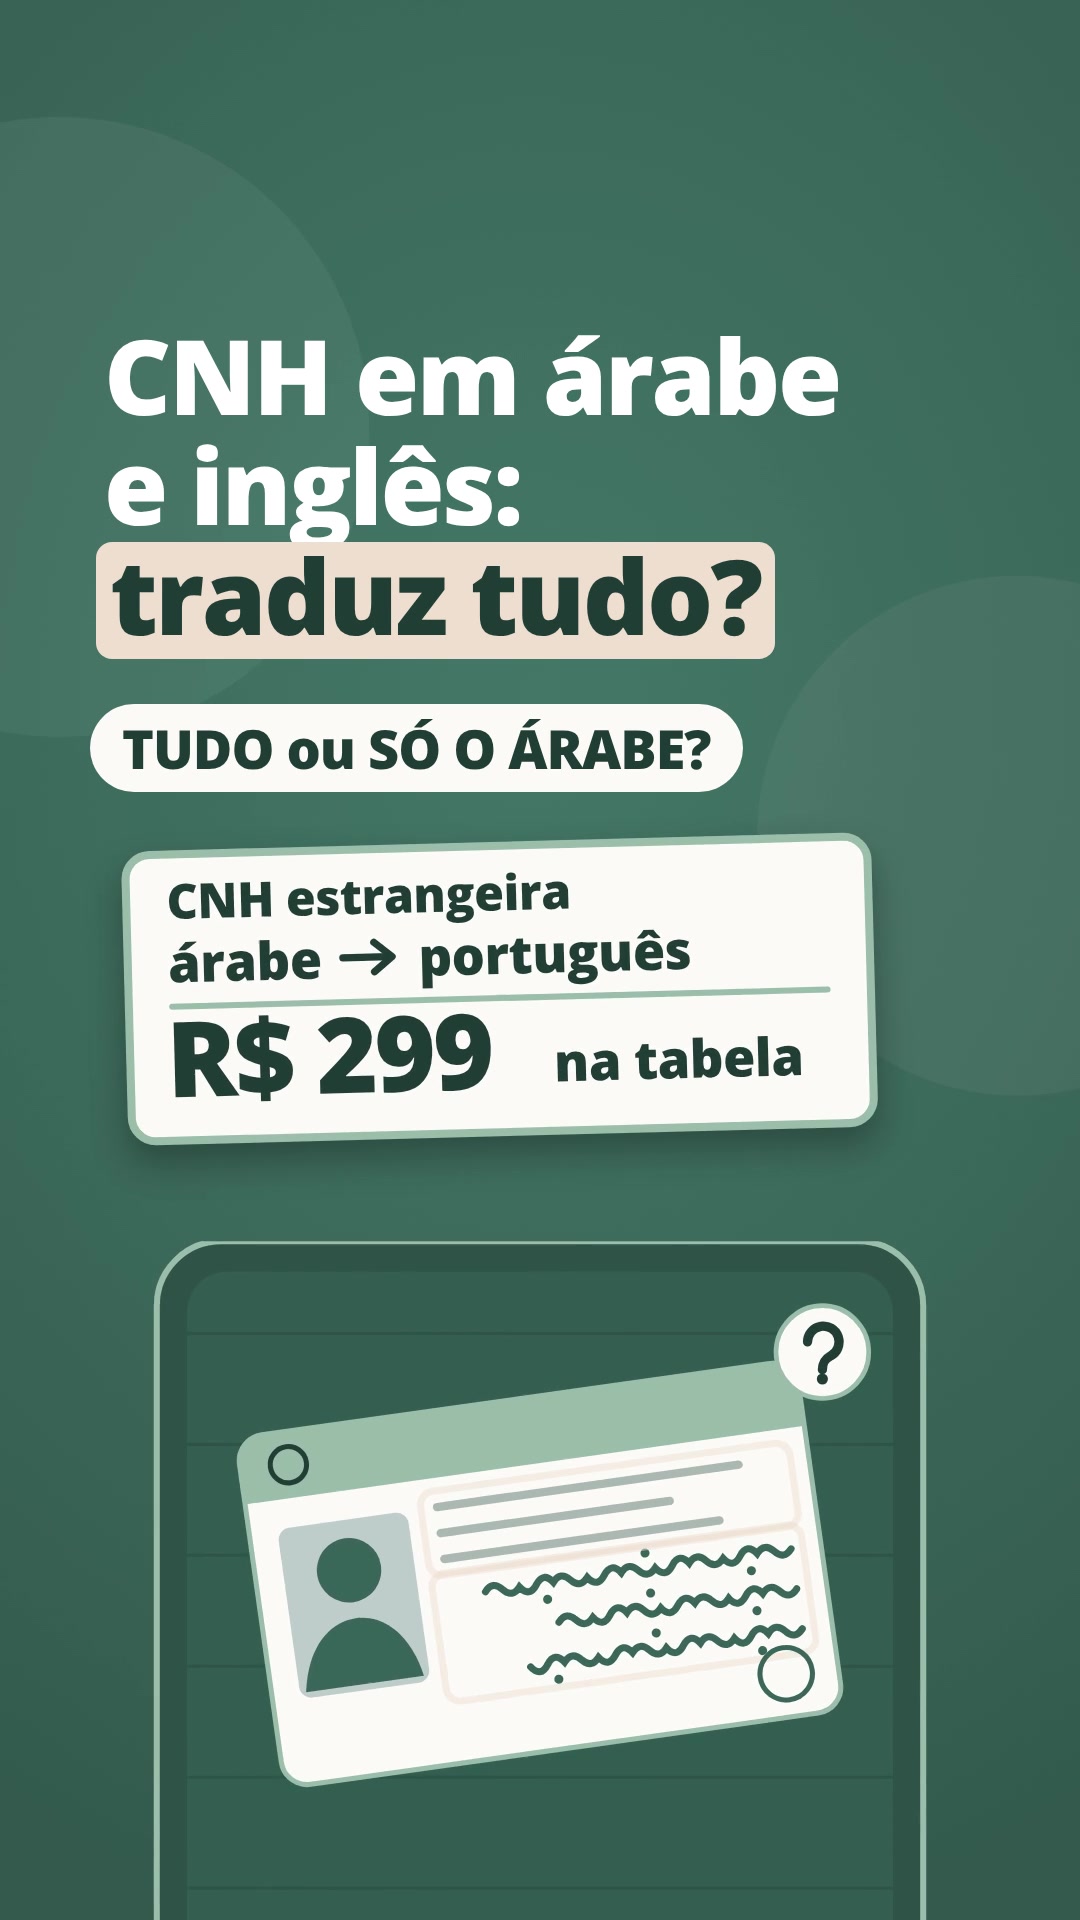 CNH em árabe
e inglês:
traduz tudo?
TUDO ou SÓ O ÁRABE?
CNH estrangeira
árabe → português
R$ 299 na tabela
?